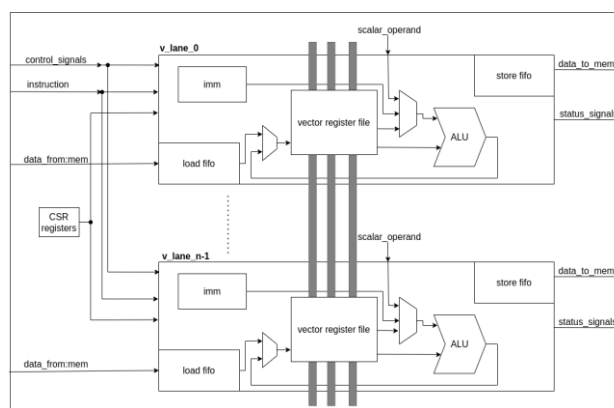 scalar_operand
v_lane_0
control_signals
data_to_mem
store fifo
instruction
imm
status_signals
vector register file
ALU
data_from:mem
load fifo
CSR
registers
scalar_operand
v_lane_n-1
data_to_mem
store fifo
imm
status_signals
vector register file
ALU
data_from:mem
load fifo